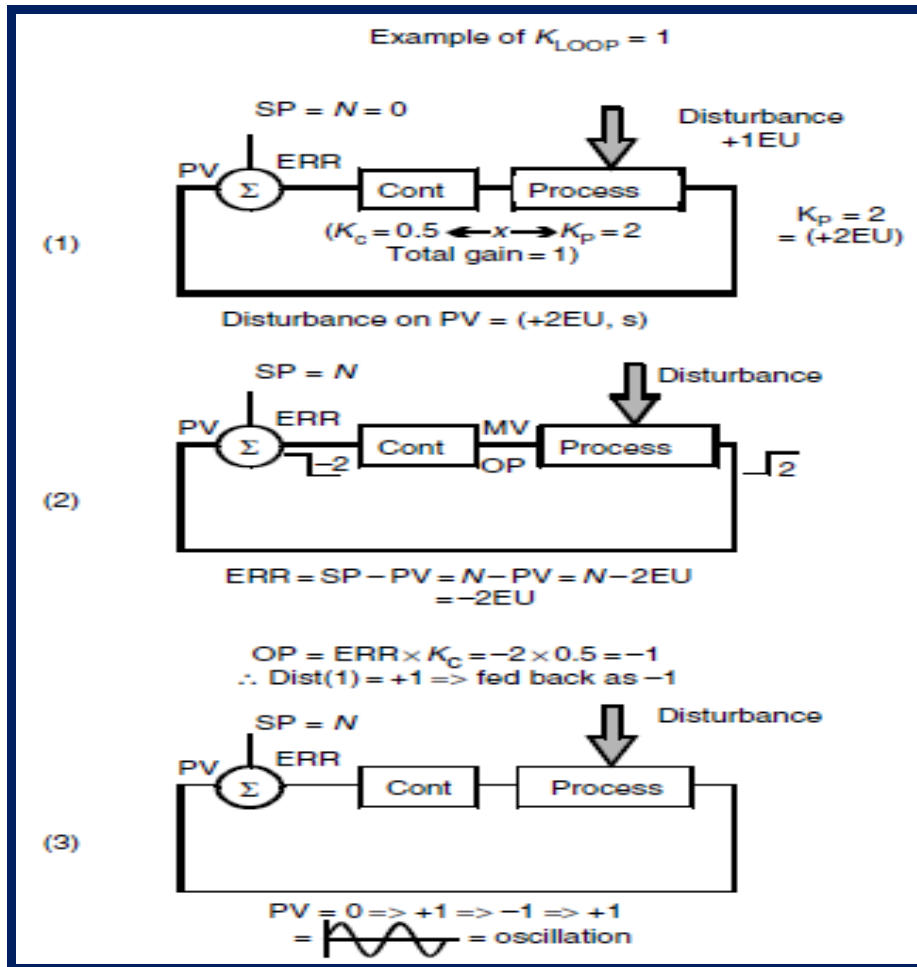 Example of K_LOOP = 1
SP = N = 0
Disturbance
+1EU
PV
ERR
Σ
Cont
Process
(K_c = 0.5 ← x → K_P = 2
Total gain = 1)
K_P = 2
= (+2EU)
(1)
Disturbance on PV = (+2EU, s)
SP = N
Disturbance
PV
ERR
MV
Σ
Cont
OP
Process
−2
2
(2)
ERR = SP − PV = N − PV = N − 2EU
= −2EU
OP = ERR × K_c = −2 × 0.5 = −1
∴ Dist(1) = +1 => fed back as −1
SP = N
Disturbance
PV
ERR
Σ
Cont
Process
(3)
PV = 0 => +1 => −1 => +1
= = oscillation